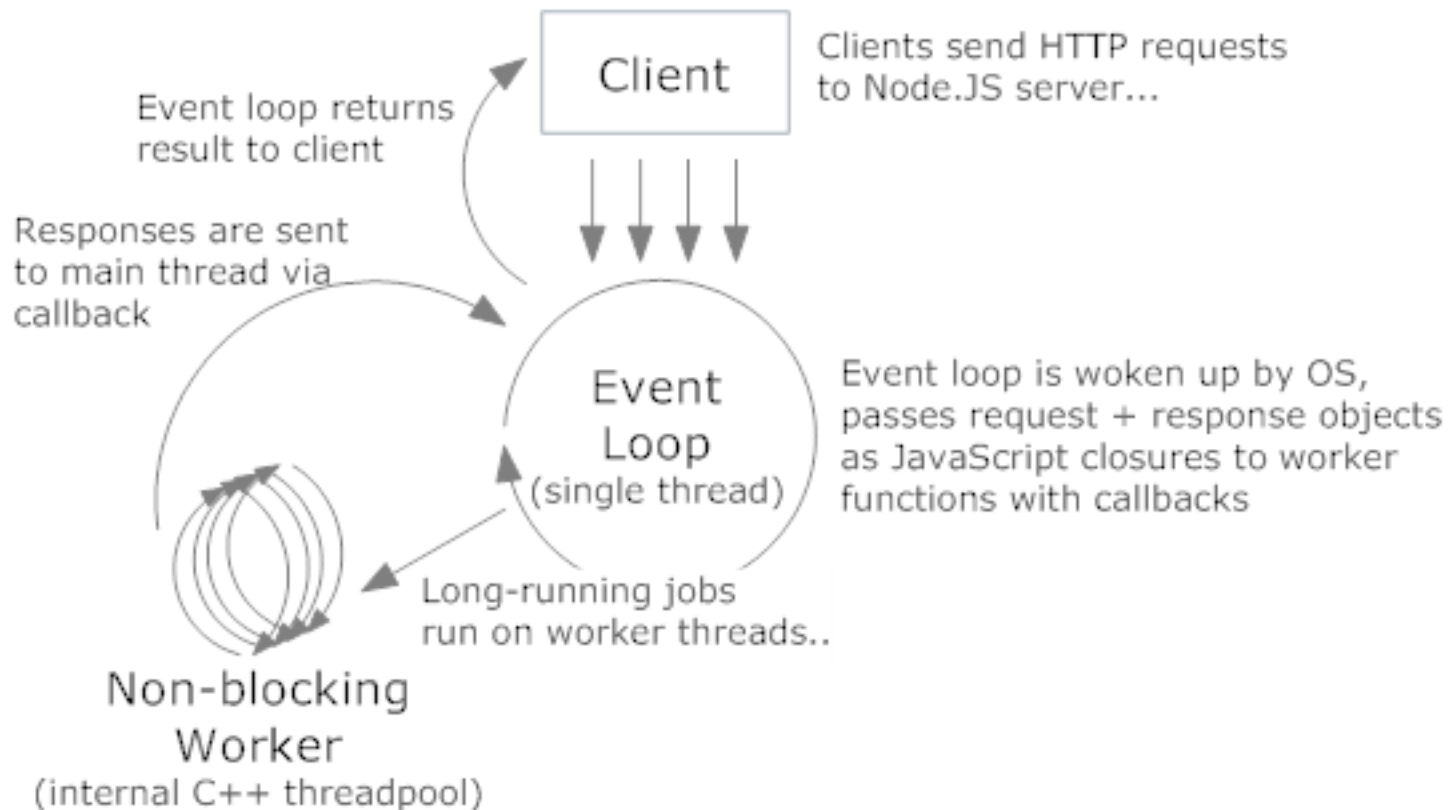 Client
Clients send HTTP requests
to Node.JS server...
Event loop returns
result to client
Responses are sent
to main thread via
callback
Event
Loop
(single thread)
Event loop is woken up by OS,
passes request + response objects
as JavaScript closures to worker
functions with callbacks
Long-running jobs
run on worker threads..
Non-blocking
Worker
(internal C++ threadpool)